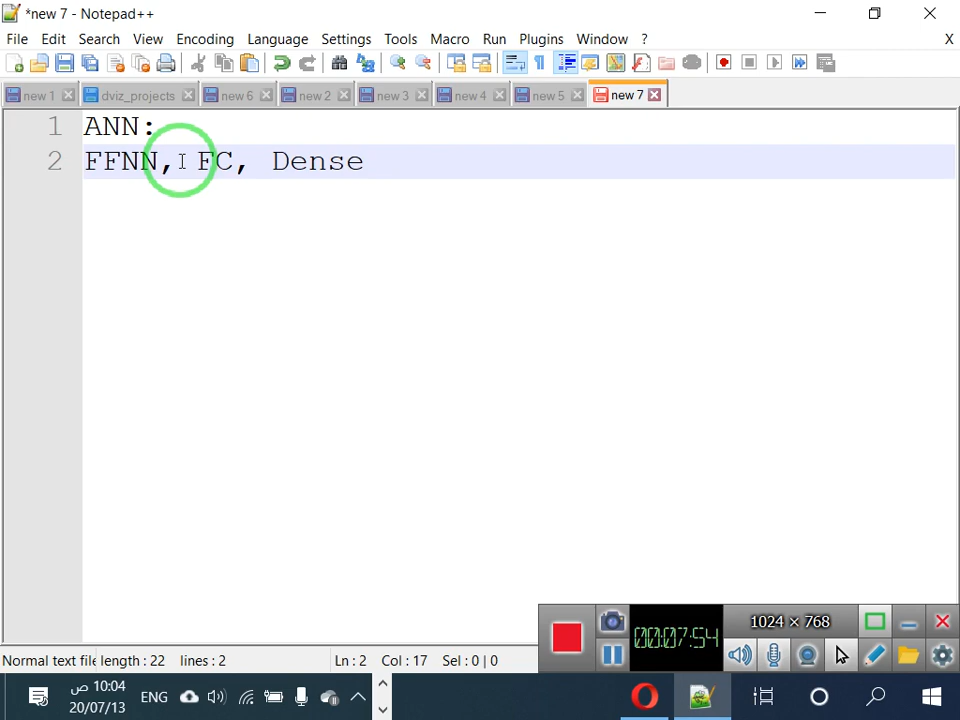 *new 7 - Notepad++
File Edit Search View Encoding Language Settings Tools Macro Run Plugins Window ? X
new 1 dviz_projects new 6 new 2 new 3 new 4 new 5 new 7
1 ANN:
2 FFNN, FC, Dense
1024 × 768
00:07:54
Normal text file length : 22 lines : 2 Ln : 2 Col : 17 Sel : 0 | 0
10:04 ص
ENG
20/07/13